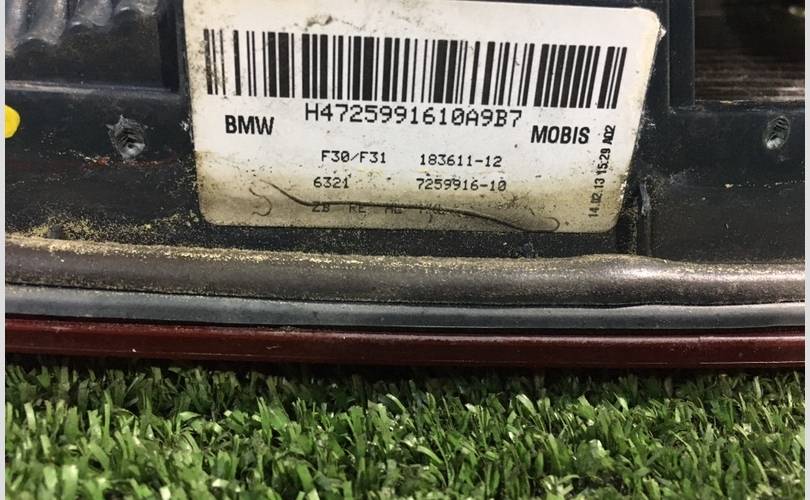 H4725991610A9B7
BMW
MOBIS
F30/F31 183611-12
6321 7259916-10
14.02.13 15:29 A02